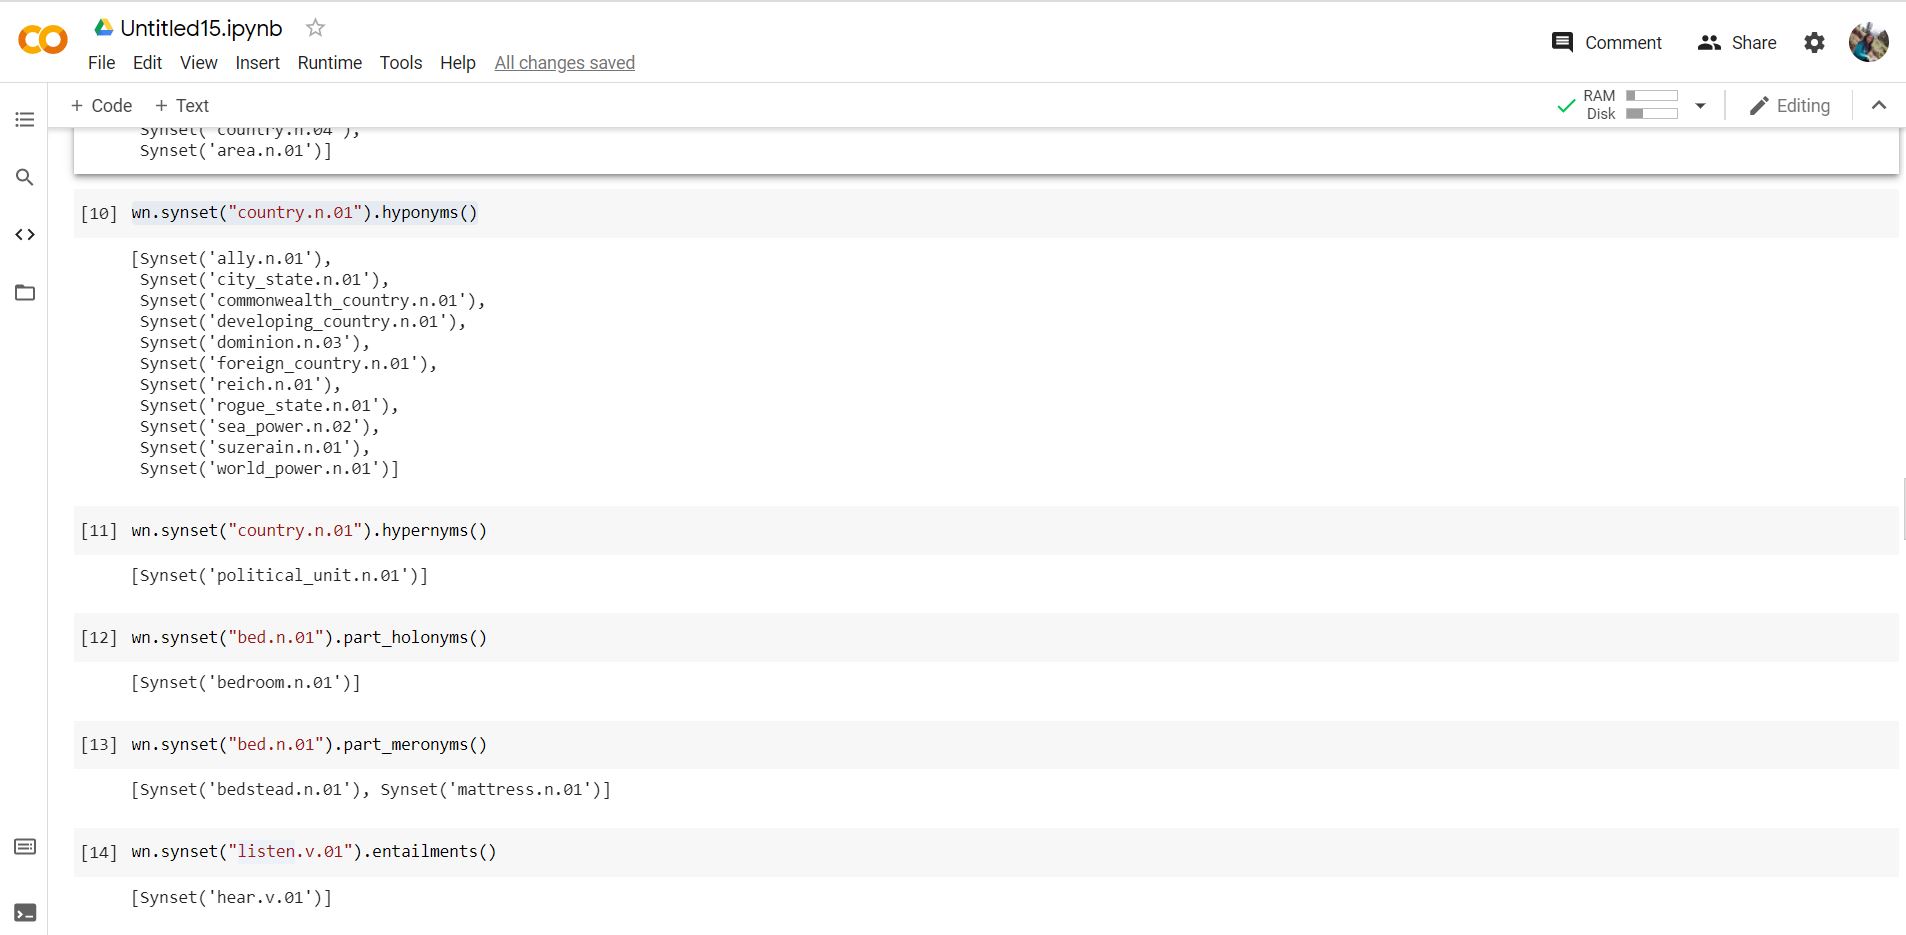 Untitled15.ipynb
File Edit View Insert Runtime Tools Help All changes saved
Comment Share
+ Code + Text
RAM
Disk
Editing
Synset('country.n.04'),
Synset('area.n.01')]
[10] wn.synset("country.n.01").hyponyms()
[Synset('ally.n.01'),
Synset('city_state.n.01'),
Synset('commonwealth_country.n.01'),
Synset('developing_country.n.01'),
Synset('dominion.n.03'),
Synset('foreign_country.n.01'),
Synset('reich.n.01'),
Synset('rogue_state.n.01'),
Synset('sea_power.n.02'),
Synset('suzerain.n.01'),
Synset('world_power.n.01')]
[11] wn.synset("country.n.01").hypernyms()
[Synset('political_unit.n.01')]
[12] wn.synset("bed.n.01").part_holonyms()
[Synset('bedroom.n.01')]
[13] wn.synset("bed.n.01").part_meronyms()
[Synset('bedstead.n.01'), Synset('mattress.n.01')]
[14] wn.synset("listen.v.01").entailments()
[Synset('hear.v.01')]